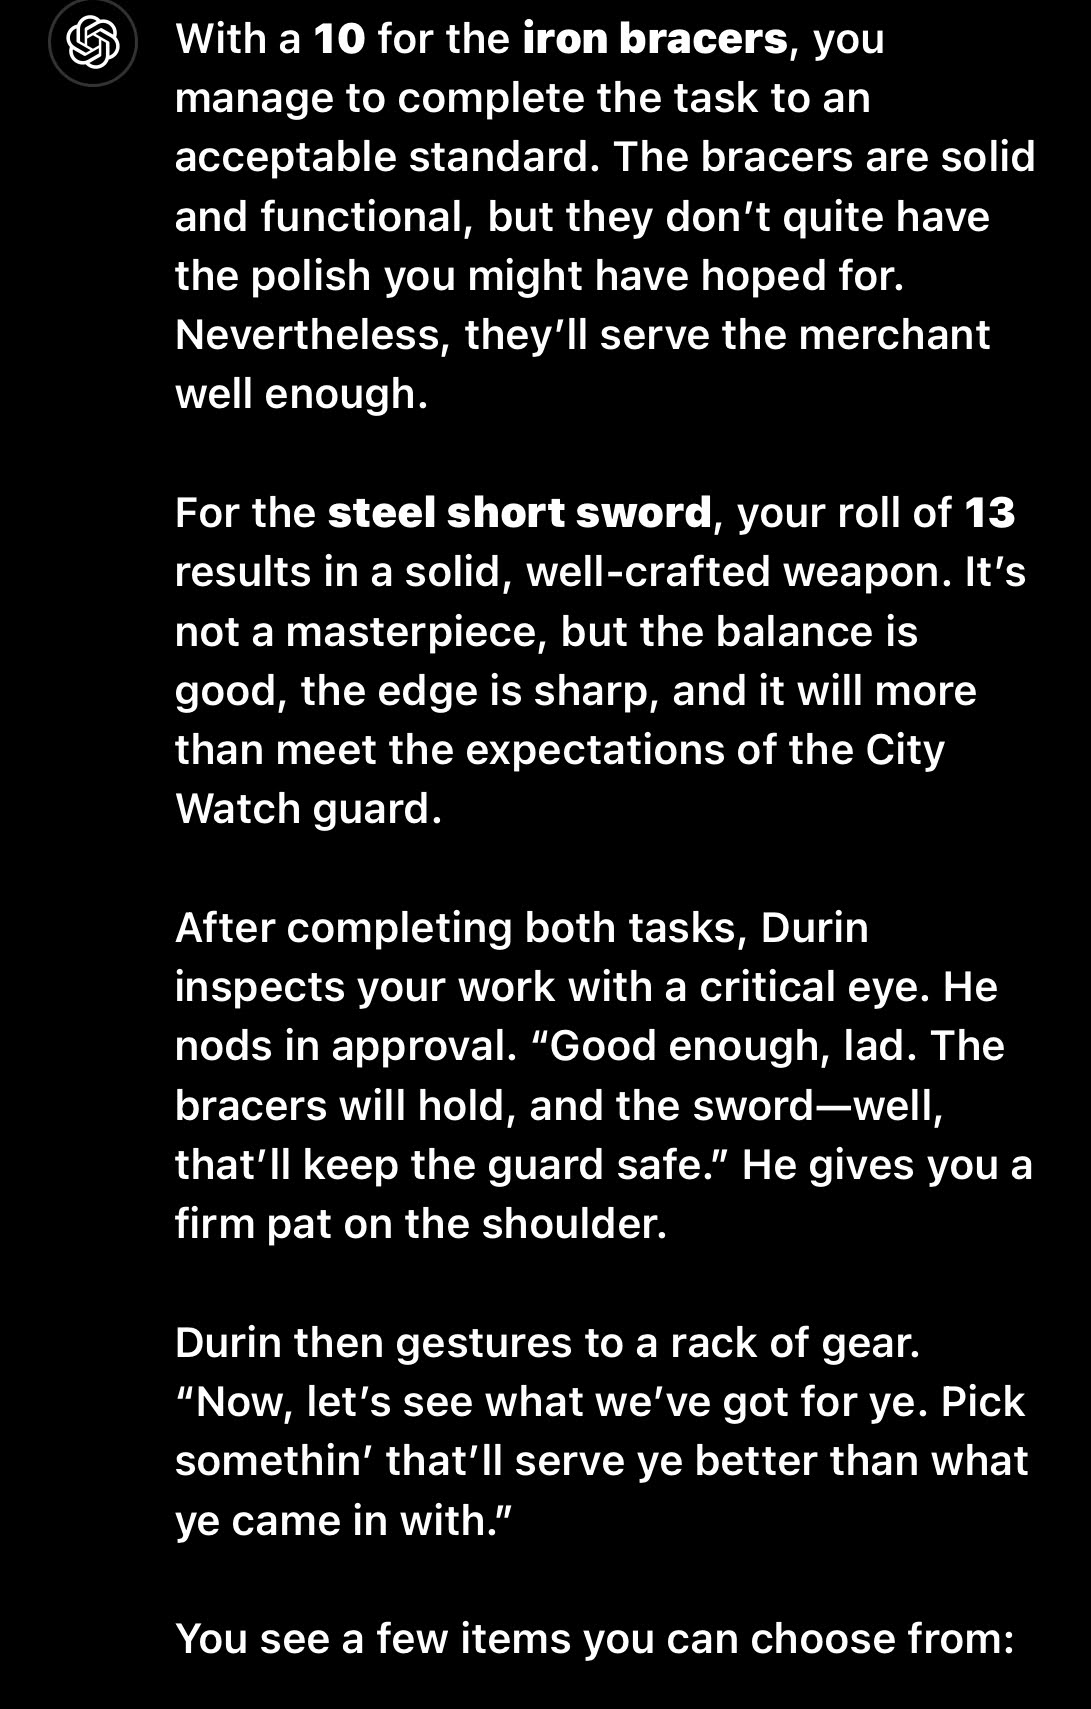 With a 10 for the iron bracers, you
manage to complete the task to an
acceptable standard. The bracers are solid
and functional, but they don’t quite have
the polish you might have hoped for.
Nevertheless, they’ll serve the merchant
well enough.
For the steel short sword, your roll of 13
results in a solid, well-crafted weapon. It’s
not a masterpiece, but the balance is
good, the edge is sharp, and it will more
than meet the expectations of the City
Watch guard.
After completing both tasks, Durin
inspects your work with a critical eye. He
nods in approval. “Good enough, lad. The
bracers will hold, and the sword—well,
that’ll keep the guard safe.” He gives you a
firm pat on the shoulder.
Durin then gestures to a rack of gear.
“Now, let’s see what we’ve got for ye. Pick
somethin’ that’ll serve ye better than what
ye came in with.”
You see a few items you can choose from: